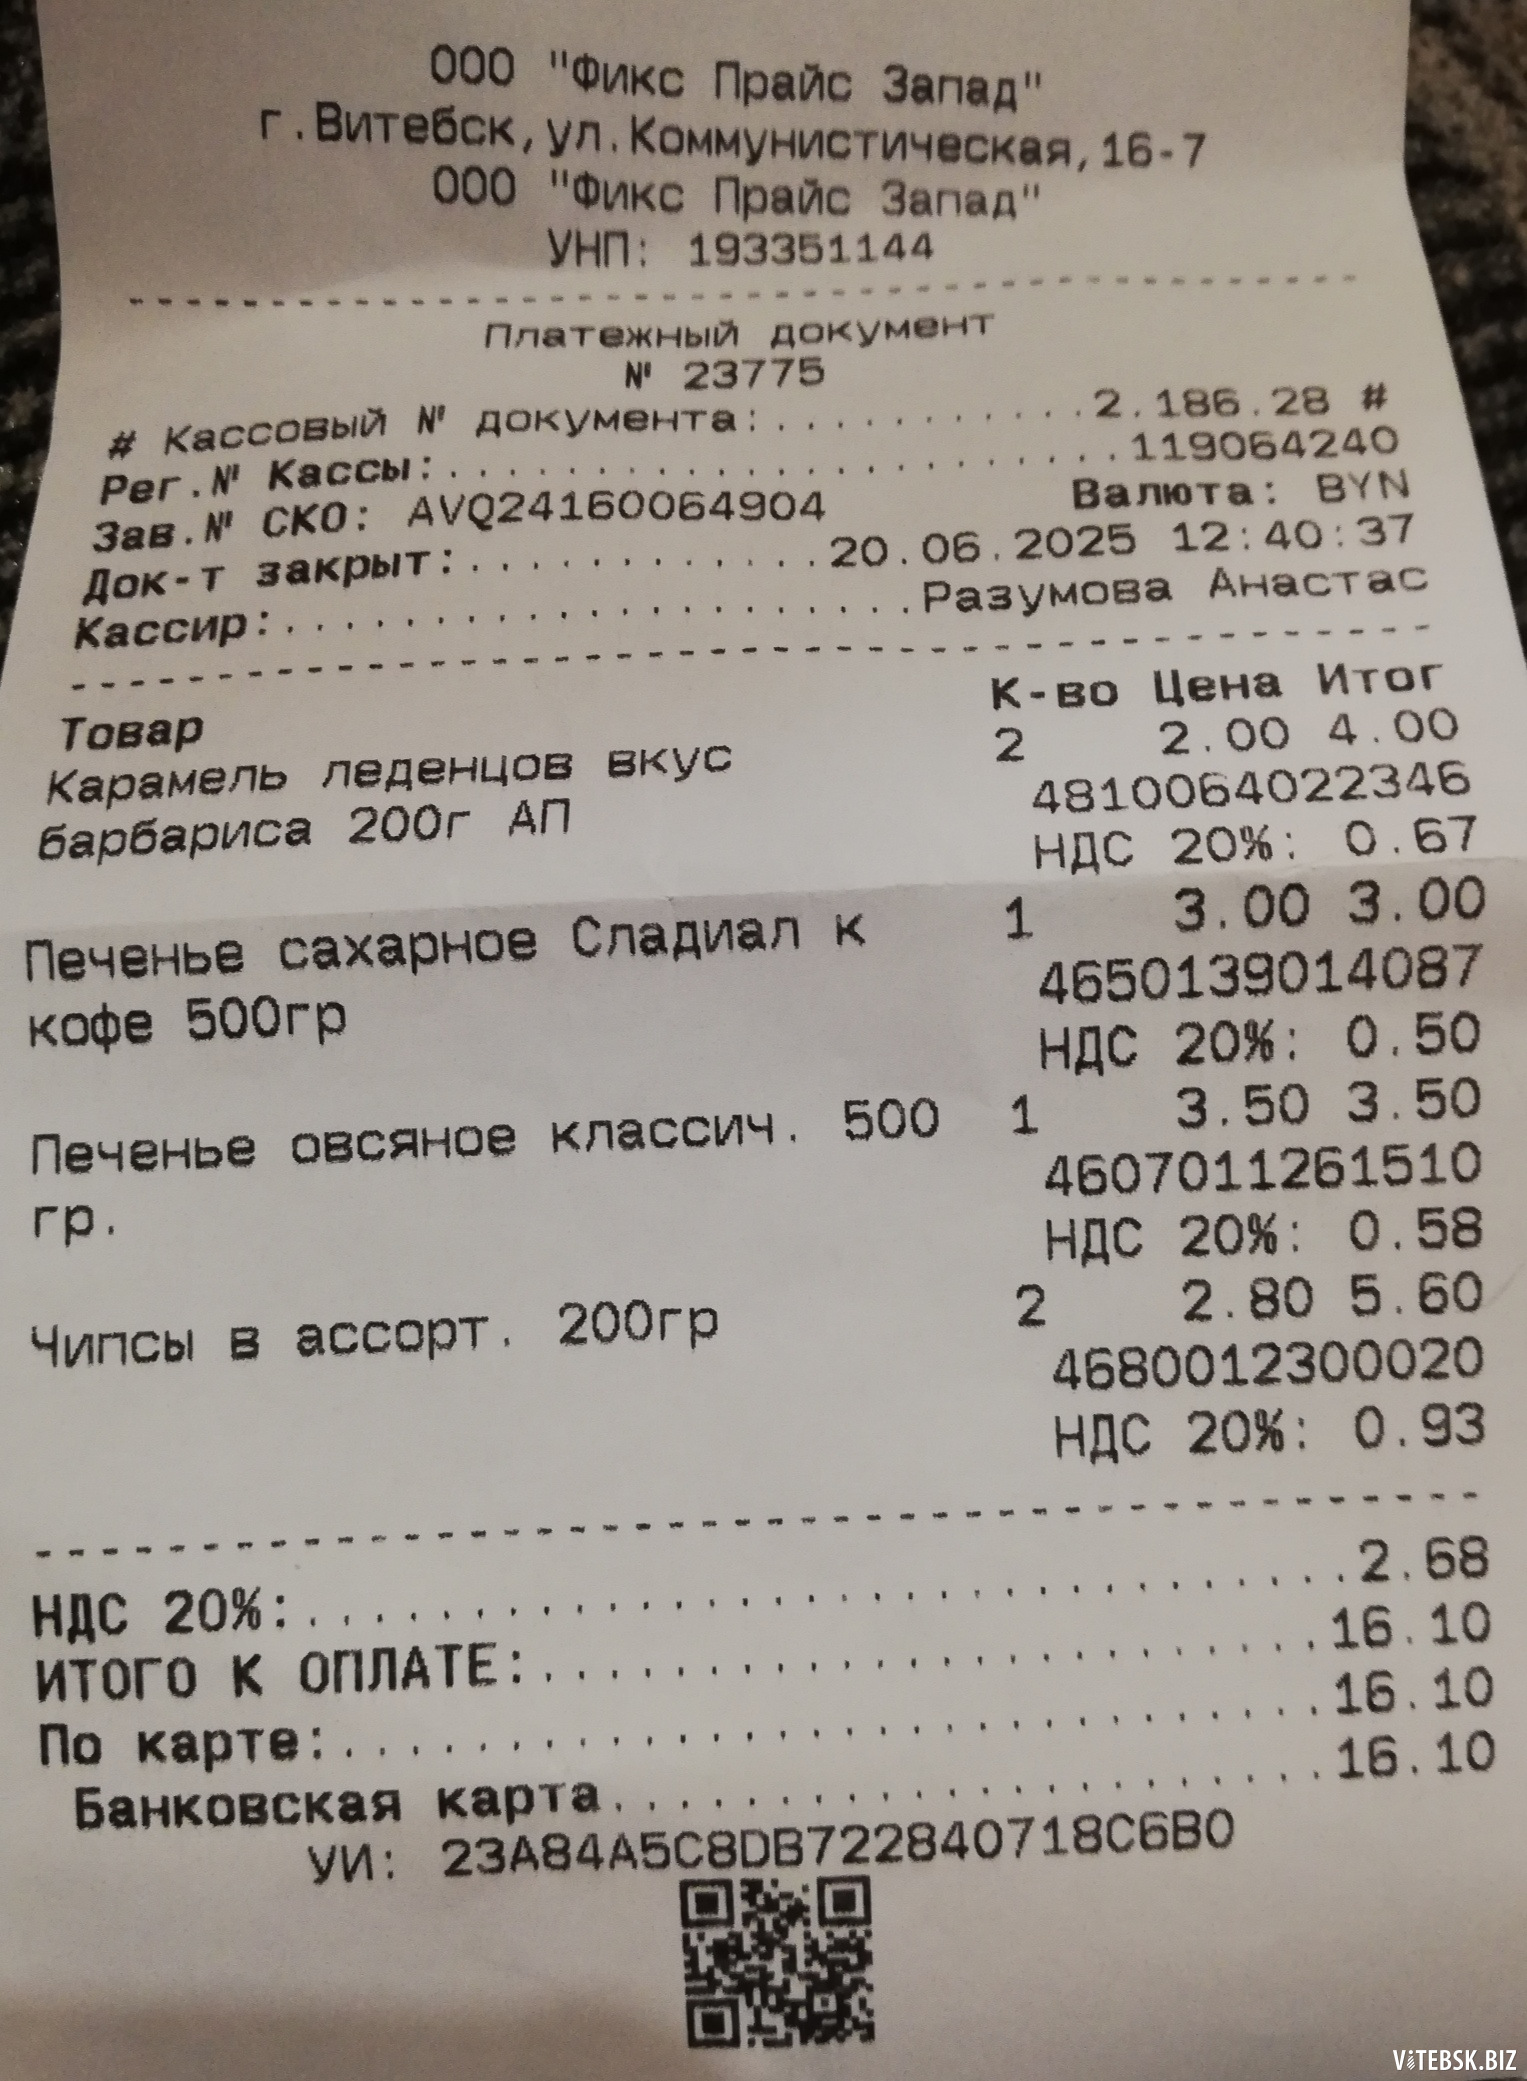 ООО "Фикс Прайс Запад"
г.Витебск,ул.Коммунистическая,16-7
ООО "Фикс Прайс Запад"
УНП: 193351144
Платежный документ
№ 23775
# Кассовый № документа:..........2.186.28 #
Рег.№ Кассы:........................119064240
Зав.№ СКО: AVQ24160064904 Валюта: BYN
Док-т закрыт:.............20.06.2025 12:40:37
Кассир:....................Разумова Анастас
Товар К-во Цена Итог
Карамель леденцов вкус 2 2.00 4.00
барбариса 200г АП 4810064022346
НДС 20%: 0.67
Печенье сахарное Сладиал к 1 3.00 3.00
кофе 500гр 4650139014087
НДС 20%: 0.50
Печенье овсяное классич. 500 1 3.50 3.50
гр. 4607011261510
НДС 20%: 0.58
Чипсы в ассорт. 200гр 2 2.80 5.60
4680012300020
НДС 20%: 0.93
НДС 20%:................................2.68
ИТОГО К ОПЛАТЕ:........................16.10
По карте:..............................16.10
Банковская карта.....................16.10
УИ: 23A84A5C8DB722840718C6B0
ViTEBSK.BIZ